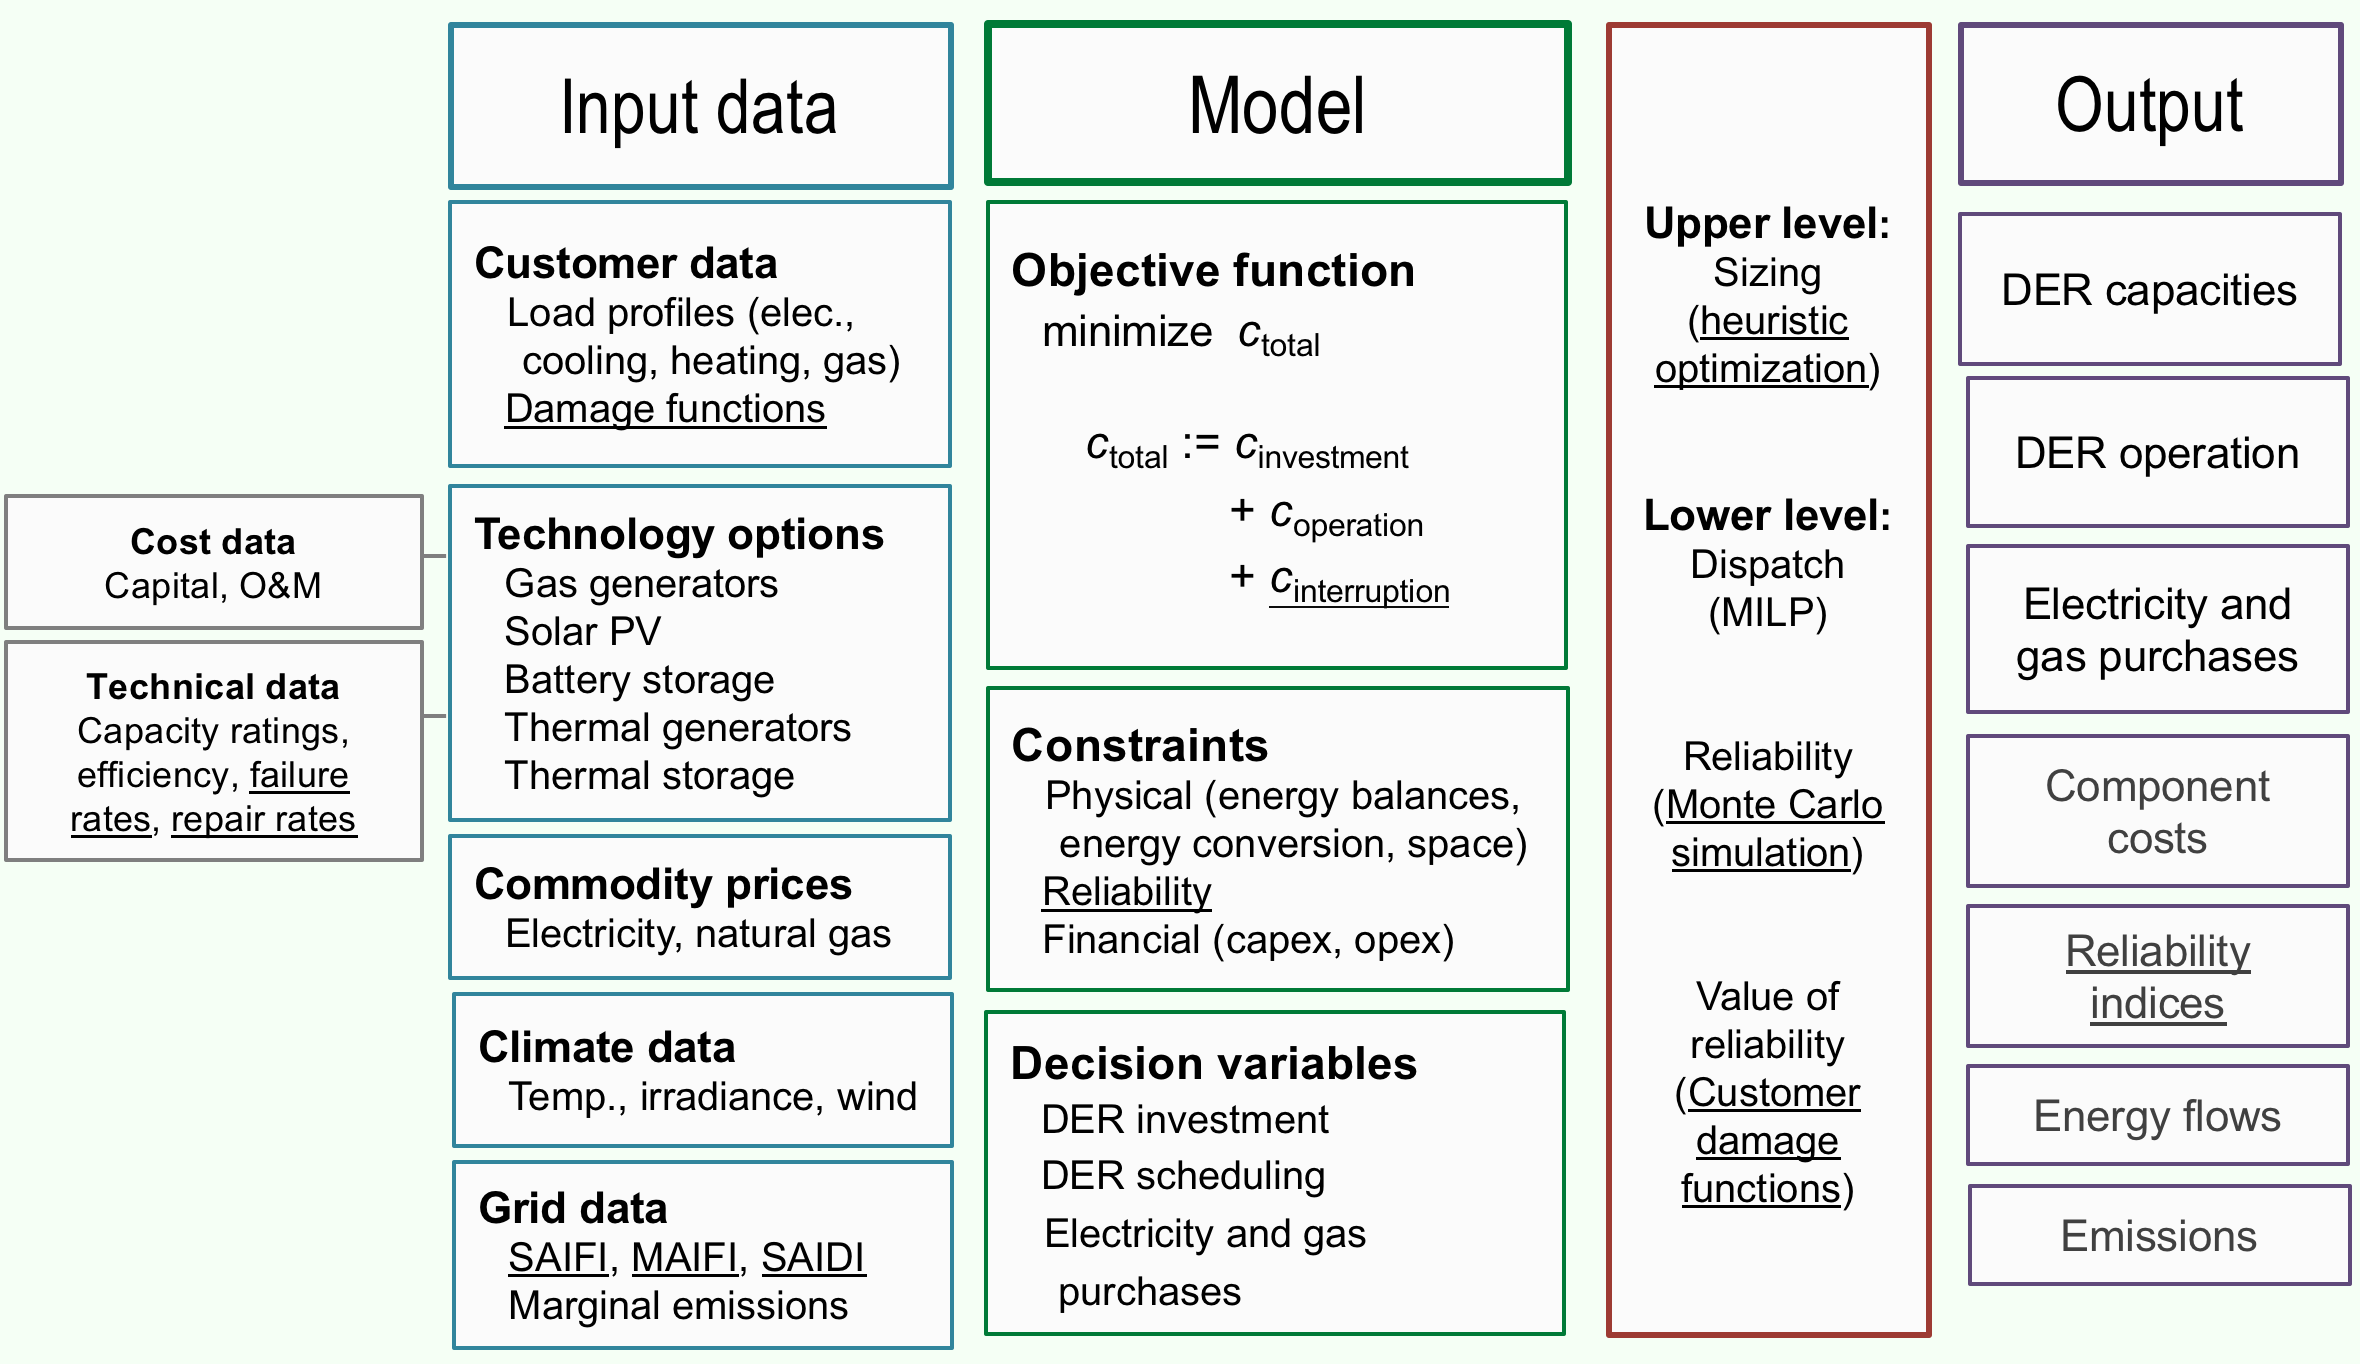 Input data
Customer data
Load profiles (elec.,
cooling, heating, gas)
Damage functions
Cost data
Capital, O&M
Technical data
Capacity ratings,
efficiency, failure
rates, repair rates
Technology options
Gas generators
Solar PV
Battery storage
Thermal generators
Thermal storage
Commodity prices
Electricity, natural gas
Climate data
Temp., irradiance, wind
Grid data
SAIFI, MAIFI, SAIDI
Marginal emissions
Model
Objective function
minimize c_total
c_total := c_investment
+ c_operation
+ c_interruption
Constraints
Physical (energy balances,
energy conversion, space)
Reliability
Financial (capex, opex)
Decision variables
DER investment
DER scheduling
Electricity and gas
purchases
Upper level:
Sizing
(heuristic
optimization)
Lower level:
Dispatch
(MILP)
Reliability
(Monte Carlo
simulation)
Value of
reliability
(Customer
damage
functions)
Output
DER capacities
DER operation
Electricity and
gas purchases
Component
costs
Reliability
indices
Energy flows
Emissions